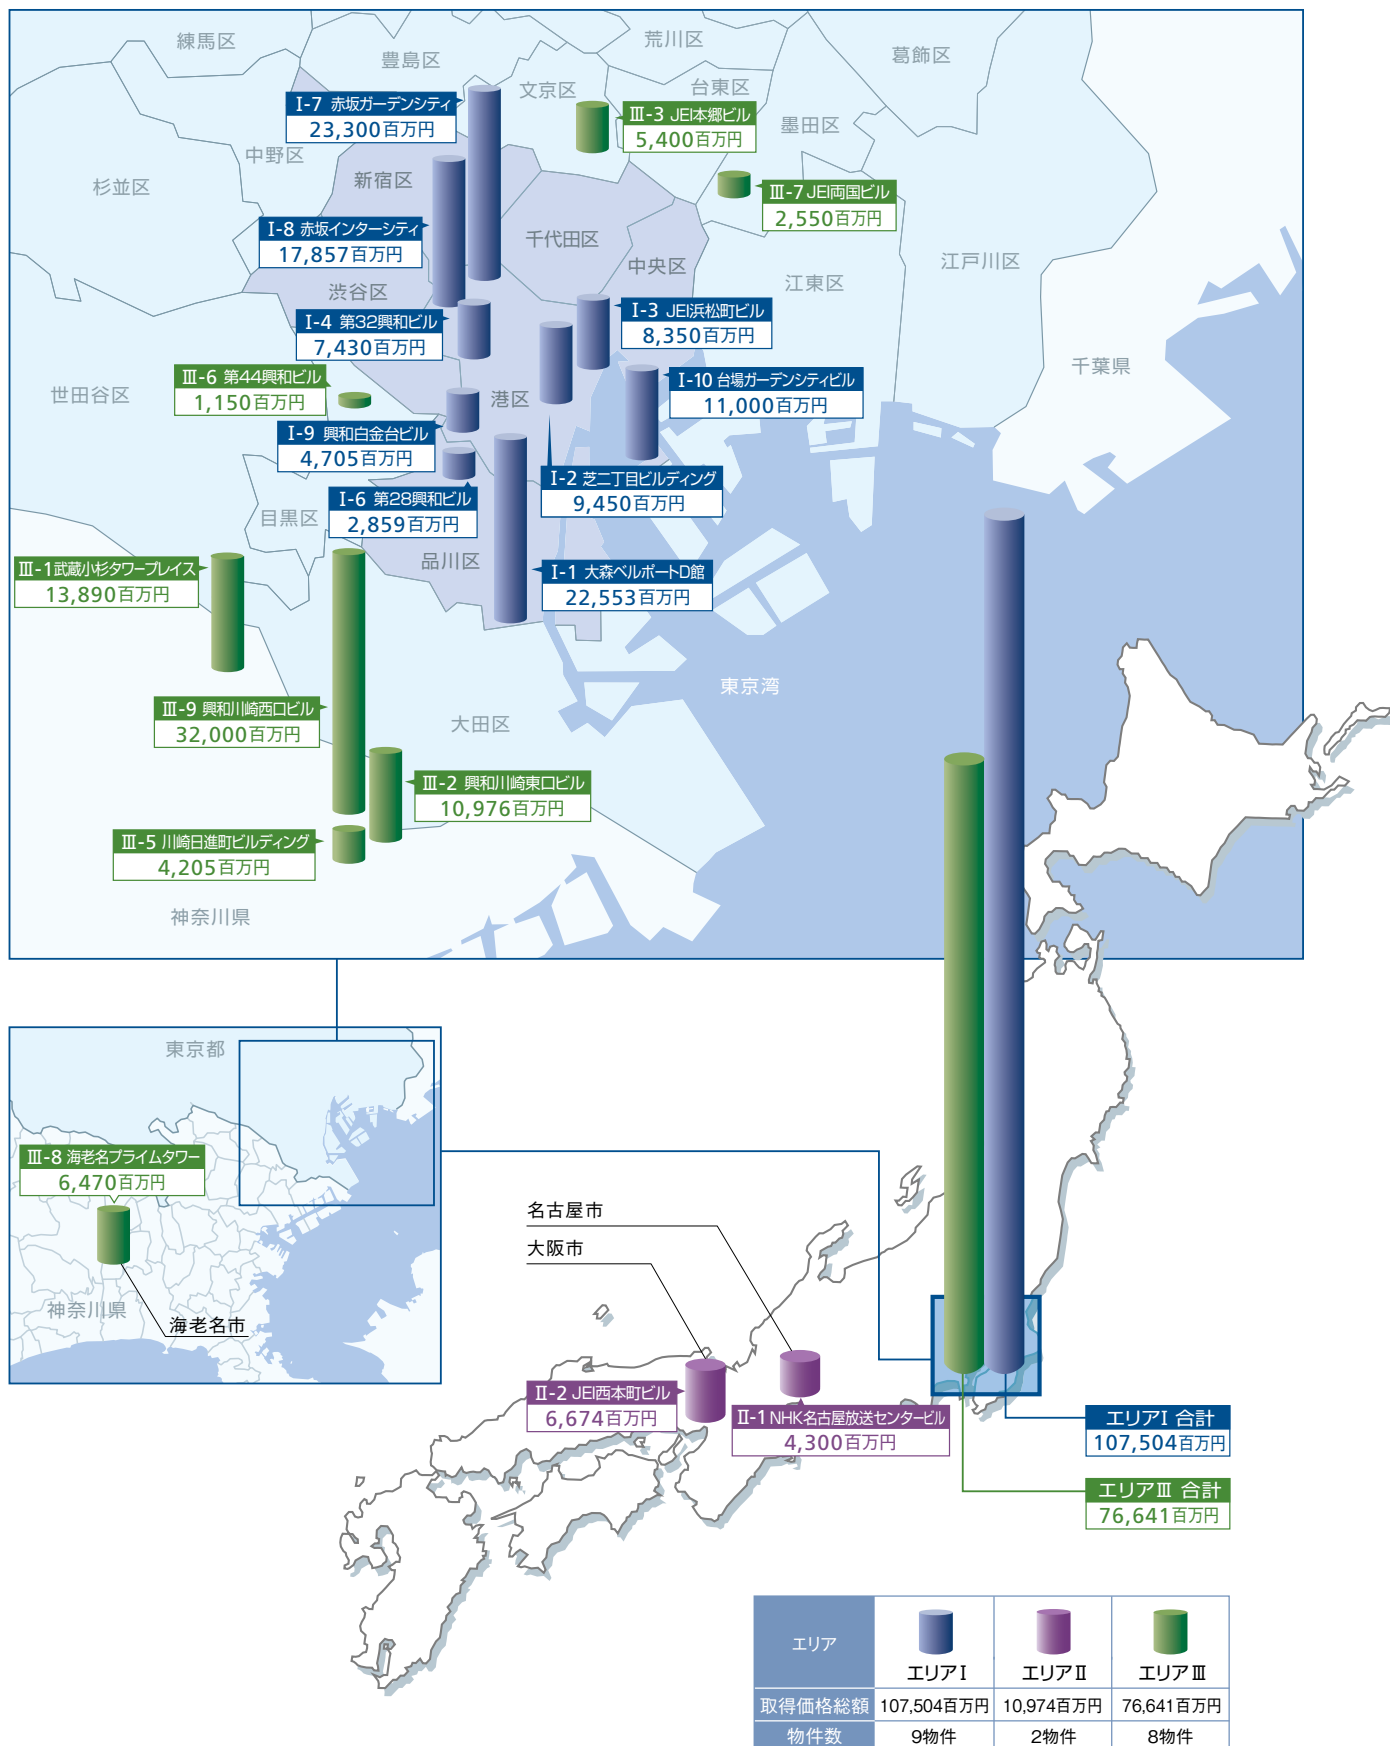 練馬区
豊島区
荒川区
葛飾区
文京区
台東区
墨田区
I-7 赤坂ガーデンシティ
23,300百万円
III-3 JEI本郷ビル
5,400百万円
中野区
杉並区
新宿区
III-7 JEI両国ビル
2,550百万円
I-8 赤坂インターシティ
17,857百万円
千代田区
中央区
江戸川区
江東区
渋谷区
I-3 JEI浜松町ビル
8,350百万円
I-4 第32興和ビル
7,430百万円
千葉県
世田谷区
III-6 第44興和ビル
1,150百万円
港区
I-10 台場ガーデンシティビル
11,000百万円
I-9 興和白金台ビル
4,705百万円
I-2 芝二丁目ビルディング
9,450百万円
I-6 第28興和ビル
2,859百万円
目黒区
品川区
I-1 大森ベルポートD館
22,553百万円
III-1 武蔵小杉タワープレイス
13,890百万円
東京湾
III-9 興和川崎西口ビル
32,000百万円
大田区
III-2 興和川崎東口ビル
10,976百万円
III-5 川崎日進町ビルディング
4,205百万円
神奈川県
東京都
III-8 海老名プライムタワー
6,470百万円
神奈川県
海老名市
名古屋市
大阪市
II-2 JEI西本町ビル
6,674百万円
II-1 NHK名古屋放送センタービル
4,300百万円
エリアI 合計
107,504百万円
エリアIII 合計
76,641百万円
エリア エリアI エリアII エリアIII
取得価格総額 107,504百万円 10,974百万円 76,641百万円
物件数 9物件 2物件 8物件